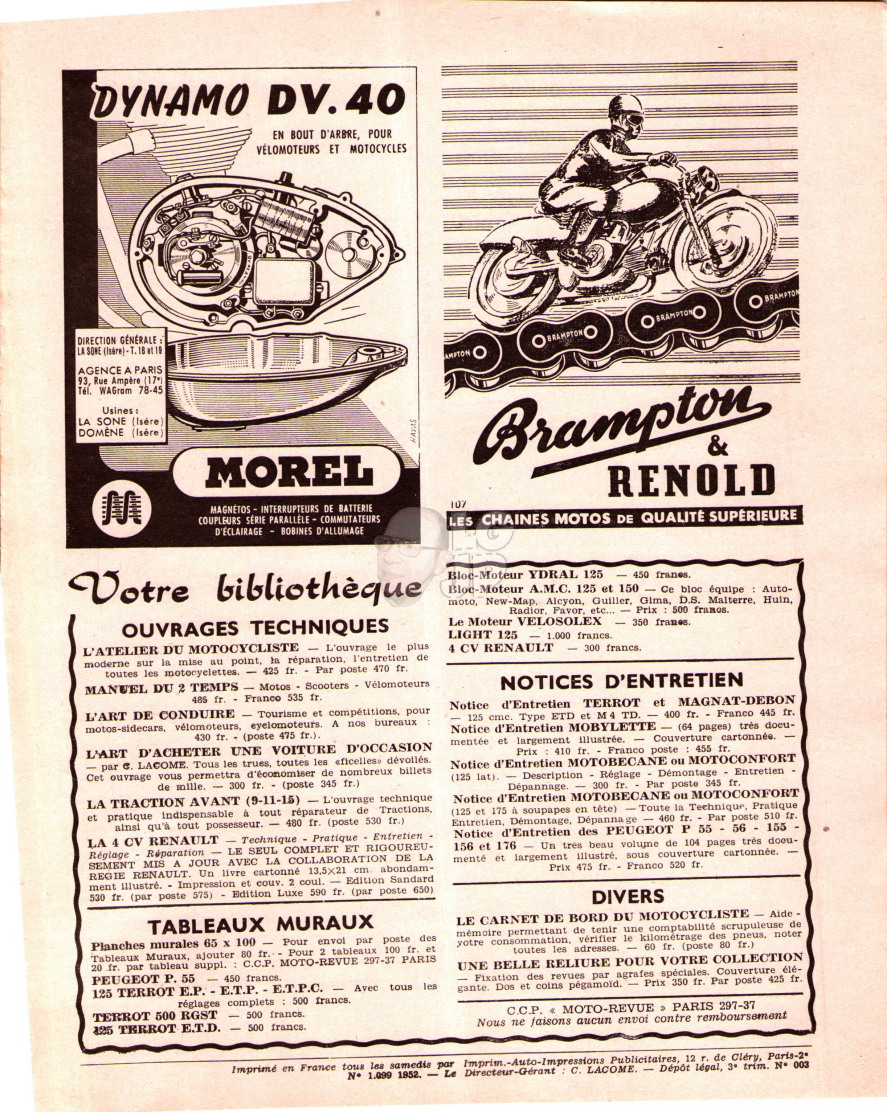 DYNAMO DV.40
EN BOUT D'ARBRE, POUR
VÉLOMOTEURS ET MOTOCYCLES
DIRECTION GÉNÉRALE :
LA SONE (Isère) - T. 18 et 19
AGENCE A PARIS
93, Rue Ampère (17e)
Tél. WAGram 78-45
Usines :
LA SONE (Isère)
DOMÈNE (Isère)
HAVAS
MOREL
MAGNÉTOS - INTERRUPTEURS DE BATTERIE
COUPLEURS SÉRIE PARALLÈLE - COMMUTATEURS
D'ÉCLAIRAGE - BOBINES D'ALLUMAGE
BRAMPTON
BRAMPTON
BRAMPTON
BRAMPTON
Brampton
&
RENOLD
107
LES CHAINES MOTOS DE QUALITÉ SUPÉRIEURE
Votre bibliothèque
OUVRAGES TECHNIQUES
L'ATELIER DU MOTOCYCLISTE — L'ouvrage le plus
moderne sur la mise au point, la réparation, l'entretien de
toutes les motocyclettes. — 425 fr. - Par poste 470 fr.
MANUEL DU 2 TEMPS — Motos - Scooters - Vélomoteurs
485 fr. - Franco 535 fr.
L'ART DE CONDUIRE — Tourisme et compétitions, pour
motos-sidecars, vélomoteurs, cyclomoteurs. A nos bureaux :
430 fr. - (poste 475 fr.).
L'ART D'ACHETER UNE VOITURE D'OCCASION
— par C. LACOME. Tous les trues, toutes les «ficelles» dévoilés.
Cet ouvrage vous permettra d'économiser de nombreux billets
de mille. — 300 fr. - (poste 345 fr.)
LA TRACTION AVANT (9-11-15) — L'ouvrage technique
et pratique indispensable à tout réparateur de Tractions,
ainsi qu'à tout possesseur. — 480 fr. (poste 530 fr.)
LA 4 CV RENAULT — Technique - Pratique - Entretien -
Réglage - Réparation — LE SEUL COMPLET ET RIGOUREU-
SEMENT MIS A JOUR AVEC LA COLLABORATION DE LA
REGIE RENAULT. Un livre cartonné 13,5×21 cm. abondam-
ment illustré. - Impression et couv. 2 coul. — Edition Sandard
530 fr. (par poste 575) - Edition Luxe 590 fr. (par poste 650)
TABLEAUX MURAUX
Planches murales 65 x 100 — Pour envoi par poste des
Tableaux Muraux, ajouter 80 fr. - Pour 2 tableaux 100 fr. et
20 fr. par tableau suppl. : C.C.P. MOTO-REVUE 297-37 PARIS
PEUGEOT P. 55 — 450 francs.
125 TERROT E.P. - E.T.P. - E.T.P.C. — Avec tous les
réglages complets : 500 francs.
TERROT 500 RGST — 500 francs.
125 TERROT E.T.D. — 500 francs.
Bloc-Moteur YDRAL 125 — 450 francs.
Bloc-Moteur A.M.C. 125 et 150 — Ce bloc équipe : Auto-
moto, New-Map, Alcyon, Guiller, Gima, D.S. Malterre, Huin,
Radior, Favor, etc... — Prix : 500 francs.
Le Moteur VELOSOLEX — 350 francs.
LIGHT 125 — 1.000 francs.
4 CV RENAULT — 300 francs.
NOTICES D'ENTRETIEN
Notice d'Entretien TERROT et MAGNAT-DEBON
— 125 cmc. Type ETD et M 4 TD. — 400 fr. - Franco 445 fr.
Notice d'Entretien MOBYLETTE — (64 pages) très docu-
mentée et largement illustrée. — Couverture cartonnée. —
Prix : 410 fr. - Franco poste : 455 fr.
Notice d'Entretien MOTOBECANE ou MOTOCONFORT
(125 lat). — Description - Réglage - Démontage - Entretien -
Dépannage. — 300 fr. - Par poste 345 fr.
Notice d'Entretien MOTOBECANE ou MOTOCONFORT
(125 et 175 à soupapes en tête) — Toute la Technique, Pratique
Entretien, Démontage, Dépannage — 460 fr. - Par poste 510 fr.
Notice d'Entretien des PEUGEOT P 55 - 56 - 155 -
156 et 176 — Un très beau volume de 104 pages très docu-
menté et largement illustré, sous couverture cartonnée. —
Prix 475 fr. - Franco 520 fr.
DIVERS
LE CARNET DE BORD DU MOTOCYCLISTE — Aide -
mémoire permettant de tenir une comptabilité scrupuleuse de
votre consommation, vérifier le kilométrage des pneus, noter
toutes les adresses. — 60 fr. (poste 80 fr.)
UNE BELLE RELIURE POUR VOTRE COLLECTION
— Fixation des revues par agrafes spéciales. Couverture élé-
gante. Dos et coins pégamoïd. — Prix 350 fr. Par poste 425 fr.
C.C.P. « MOTO-REVUE » PARIS 297-37
Nous ne faisons aucun envoi contre remboursement
Imprimé en France tous les samedis par Imprim.-Auto-Impressions Publicitaires, 12 r. de Cléry, Paris-2e
N° 1.099 1952. — Le Directeur-Gérant : C. LACOME. — Dépôt légal, 3e trim. N° 003